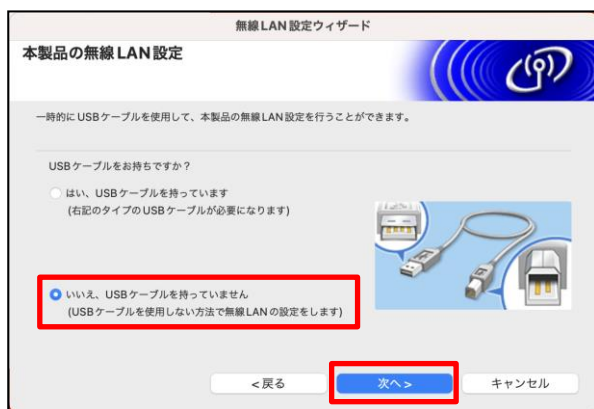 無線LAN設定ウィザード
本製品の無線LAN設定
一時的にUSBケーブルを使用して、本製品の無線LAN設定を行うことができます。
USBケーブルをお持ちですか？
はい、USBケーブルを持っています
(右記のタイプのUSBケーブルが必要になります)
いいえ、USBケーブルを持っていません
(USBケーブルを使用しない方法で無線LANの設定をします)
<戻る
次へ>
キャンセル